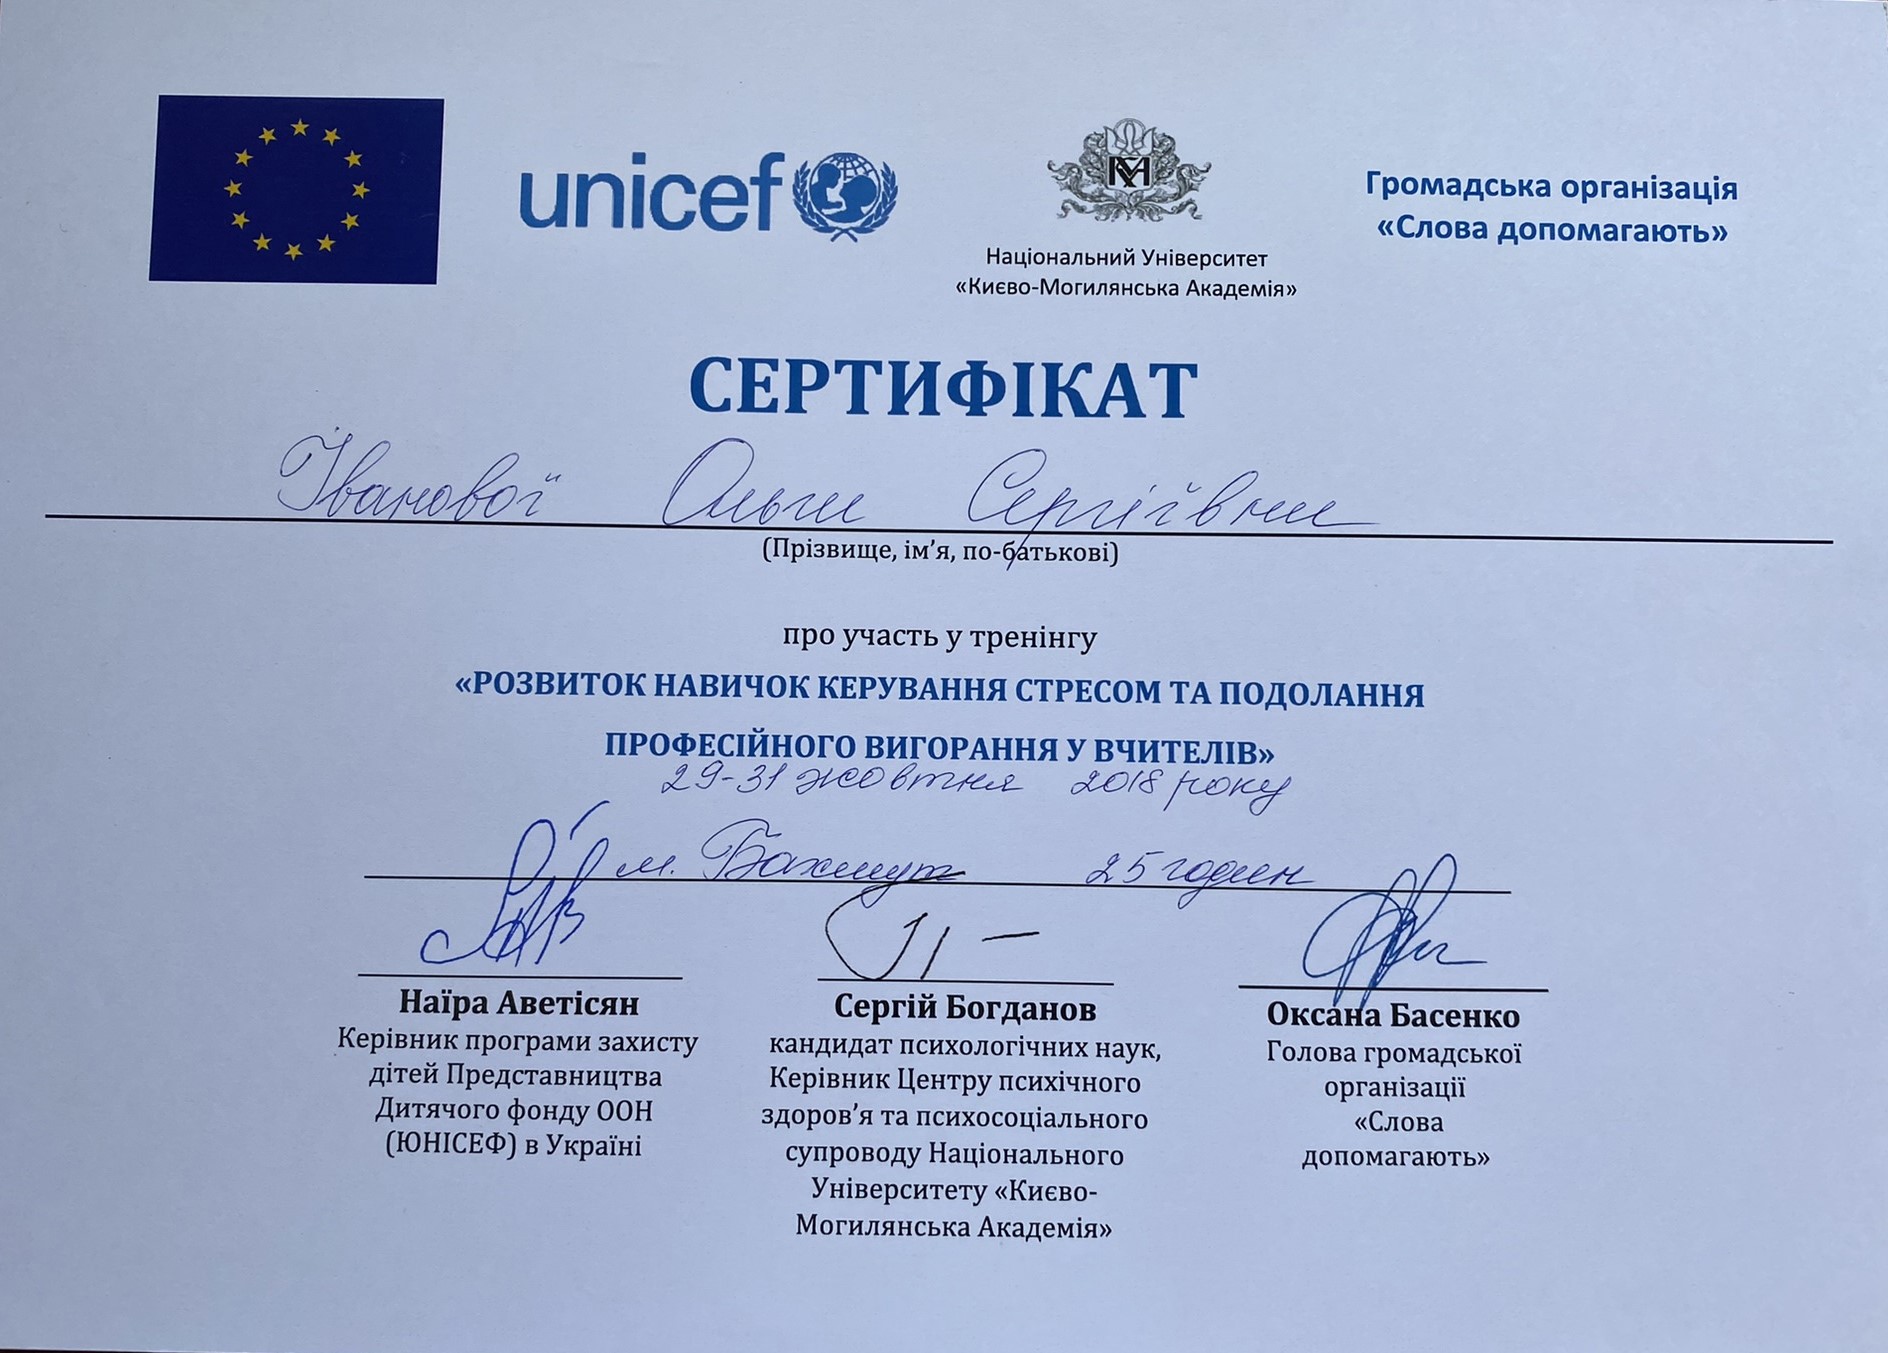 unicef
Національний Університет
«Києво-Могилянська Академія»
Громадська організація
«Слова допомагають»
СЕРТИФІКАТ
Іванової Ольги Сергіївни
(Прізвище, ім’я, по-батькові)
про участь у тренінгу
«РОЗВИТОК НАВИЧОК КЕРУВАННЯ СТРЕСОМ ТА ПОДОЛАННЯ
ПРОФЕСІЙНОГО ВИГОРАННЯ У ВЧИТЕЛІВ»
29-31 жовтня 2018 року
м. Бахмут 25 годин
Наїра Аветісян
Керівник програми захисту
дітей Представництва
Дитячого фонду ООН
(ЮНІСЕФ) в Україні
Сергій Богданов
кандидат психологічних наук,
Керівник Центру психічного
здоров’я та психосоціального
супроводу Національного
Університету «Києво-
Могилянська Академія»
Оксана Басенко
Голова громадської
організації
«Слова
допомагають»